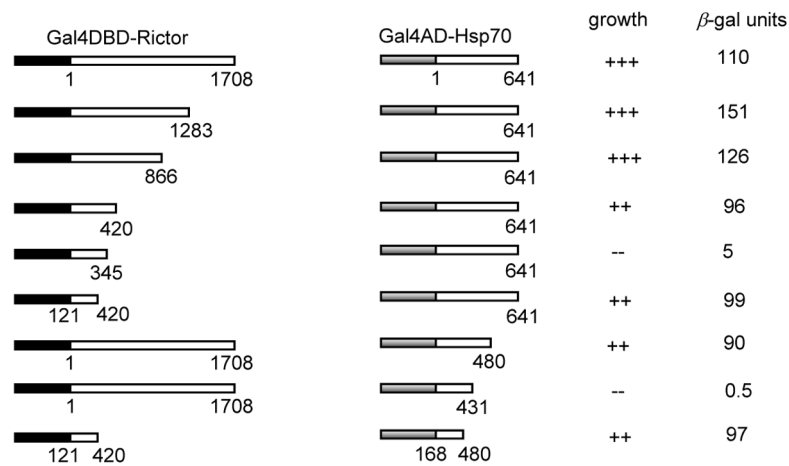 growth β-gal units
Gal4DBD-Rictor Gal4AD-Hsp70
+++ 110
1 1708 1 641
+++ 151
1283 641
+++ 126
866 641
++ 96
420 641
-- 5
345 641
++ 99
121 420 641
++ 90
1 1708 480
-- 0.5
1 1708 431
++ 97
121 420 168 480